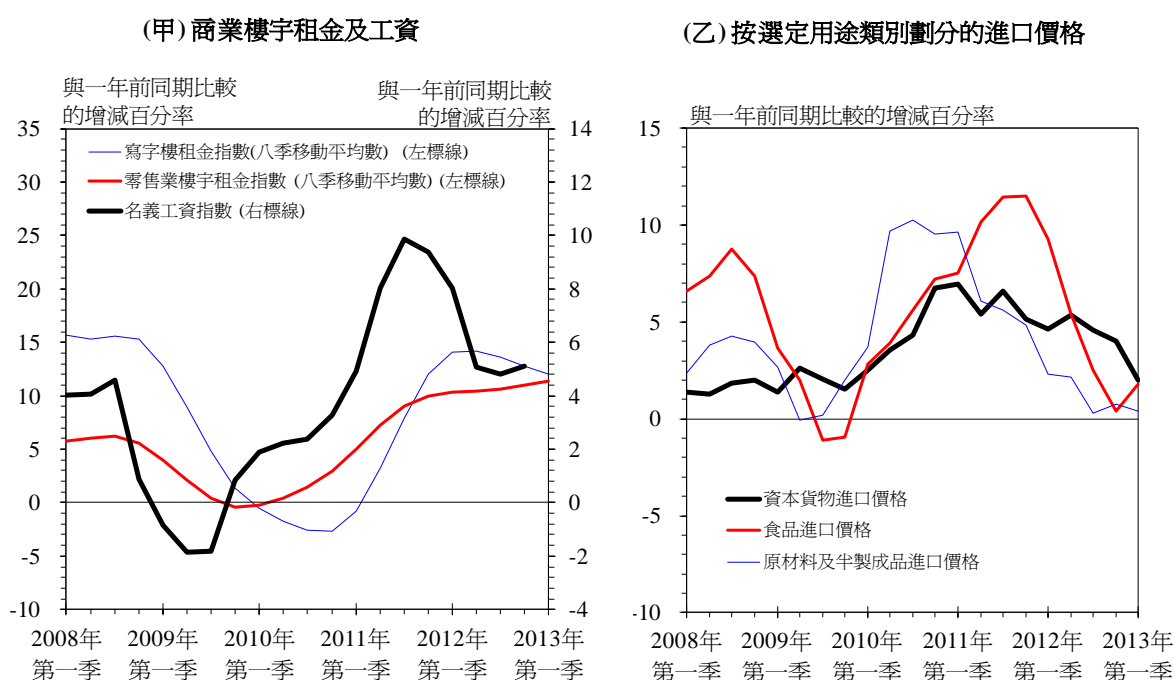 (甲) 商業樓宇租金及工資
與一年前同期比較
的增減百分率
與一年前同期比較
的增減百分率
35
30
25
20
15
10
5
0
-5
-10
14
12
10
8
6
4
2
0
-2
-4
寫字樓租金指數(八季移動平均數) (左標線)
零售業樓宇租金指數 (八季移動平均數) (左標線)
名義工資指數 (右標線)
2008年 2009年 2010年 2011年 2012年 2013年
第一季 第一季 第一季 第一季 第一季 第一季
(乙) 按選定用途類別劃分的進口價格
與一年前同期比較的增減百分率
15
10
5
0
-5
-10
資本貨物進口價格
食品進口價格
原材料及半製成品進口價格
2008年 2009年 2010年 2011年 2012年 2013年
第一季 第一季 第一季 第一季 第一季 第一季